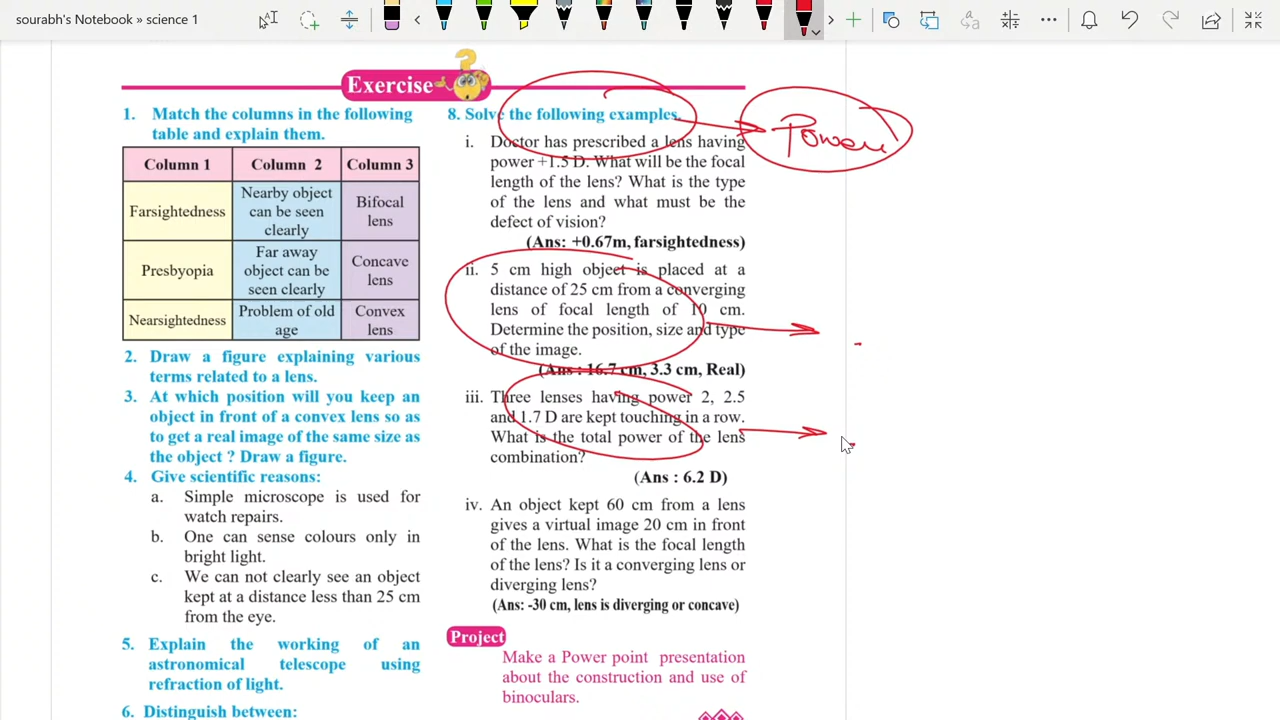 sourabh's Notebook » science 1
Exercise
1. Match the columns in the following
table and explain them.
Column 1 Column 2 Column 3
Farsightedness Nearby object can be seen clearly Bifocal lens
Presbyopia Far away object can be seen clearly Concave lens
Nearsightedness Problem of old age Convex lens
2. Draw a figure explaining various
terms related to a lens.
3. At which position will you keep an
object in front of a convex lens so as
to get a real image of the same size as
the object ? Draw a figure.
4. Give scientific reasons:
a. Simple microscope is used for
watch repairs.
b. One can sense colours only in
bright light.
c. We can not clearly see an object
kept at a distance less than 25 cm
from the eye.
5. Explain the working of an
astronomical telescope using
refraction of light.
6. Distinguish between:
8. Solve the following examples.
i. Doctor has prescribed a lens having
power +1.5 D. What will be the focal
length of the lens? What is the type
of the lens and what must be the
defect of vision?
(Ans: +0.67m, farsightedness)
ii. 5 cm high object is placed at a
distance of 25 cm from a converging
lens of focal length of 10 cm.
Determine the position, size and type
of the image.
(Ans : 16.7 cm, 3.3 cm, Real)
iii. Three lenses having power 2, 2.5
and 1.7 D are kept touching in a row.
What is the total power of the lens
combination?
(Ans : 6.2 D)
iv. An object kept 60 cm from a lens
gives a virtual image 20 cm in front
of the lens. What is the focal length
of the lens? Is it a converging lens or
diverging lens?
(Ans: -30 cm, lens is diverging or concave)
Project
Make a Power point presentation
about the construction and use of
binoculars.
Power